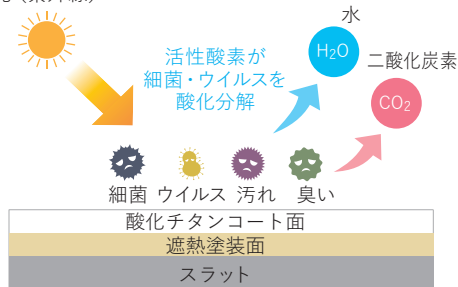 水
活性酸素が
細菌・ウイルスを
酸化分解
H₂O
二酸化炭素
CO₂
細菌 ウイルス 汚れ 臭い
酸化チタンコート面
遮熱塗装面
スラット